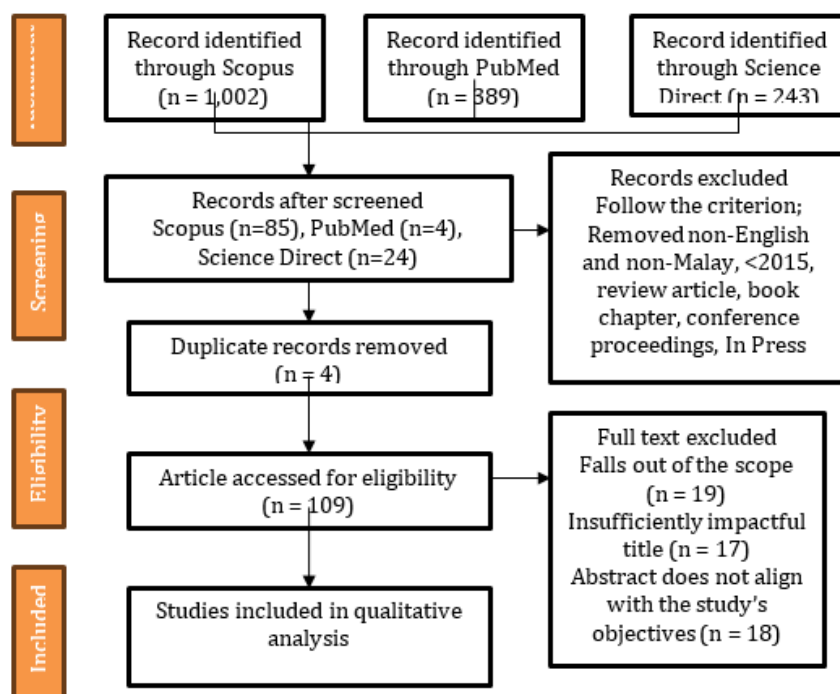 Record identified
through Scopus
(n = 1,002)
Record identified
through PubMed
(n = 389)
Record identified
through Science
Direct (n = 243)
Screening
Records after screened
Scopus (n=85), PubMed (n=4),
Science Direct (n=24)
Records excluded
Follow the criterion;
Removed non-English
and non-Malay, <2015,
review article, book
chapter, conference
proceedings, In Press
Duplicate records removed
(n = 4)
Eligibility
Article accessed for eligibility
(n = 109)
Full text excluded
Falls out of the scope
(n = 19)
Insufficiently impactful
title (n = 17)
Abstract does not align
with the study's
objectives (n = 18)
Included
Studies included in qualitative
analysis